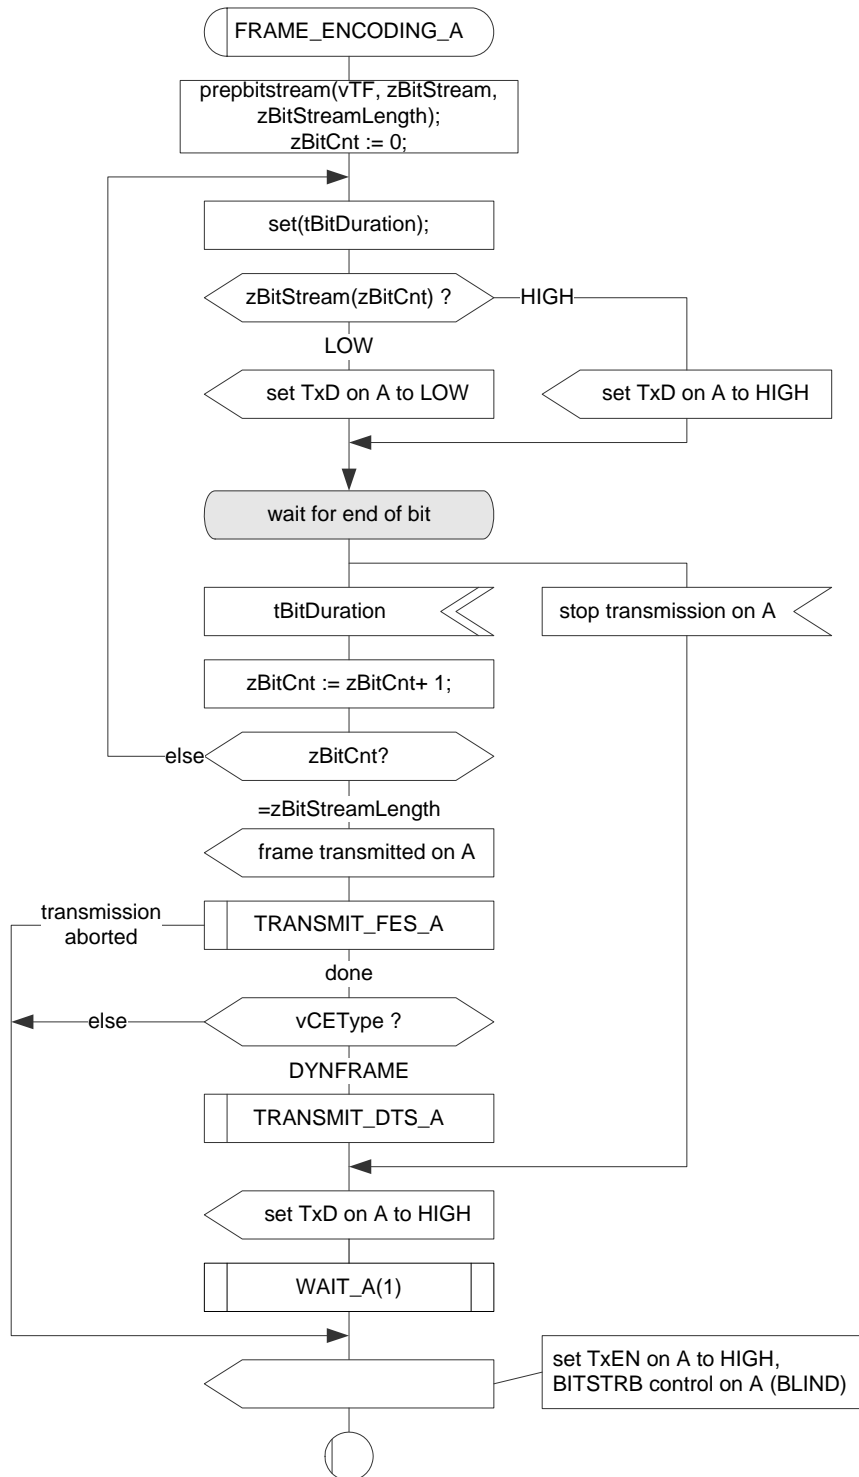 FRAME_ENCODING_A
prepbitstream(vTF, zBitStream,
zBitStreamLength);
zBitCnt := 0;
set(tBitDuration);
zBitStream(zBitCnt) ?
HIGH
LOW
set TxD on A to LOW
set TxD on A to HIGH
wait for end of bit
tBitDuration
stop transmission on A
zBitCnt := zBitCnt+ 1;
else
zBitCnt?
=zBitStreamLength
frame transmitted on A
transmission
aborted
TRANSMIT_FES_A
done
else
vCEType ?
DYNFRAME
TRANSMIT_DTS_A
set TxD on A to HIGH
WAIT_A(1)
set TxEN on A to HIGH,
BITSTRB control on A (BLIND)